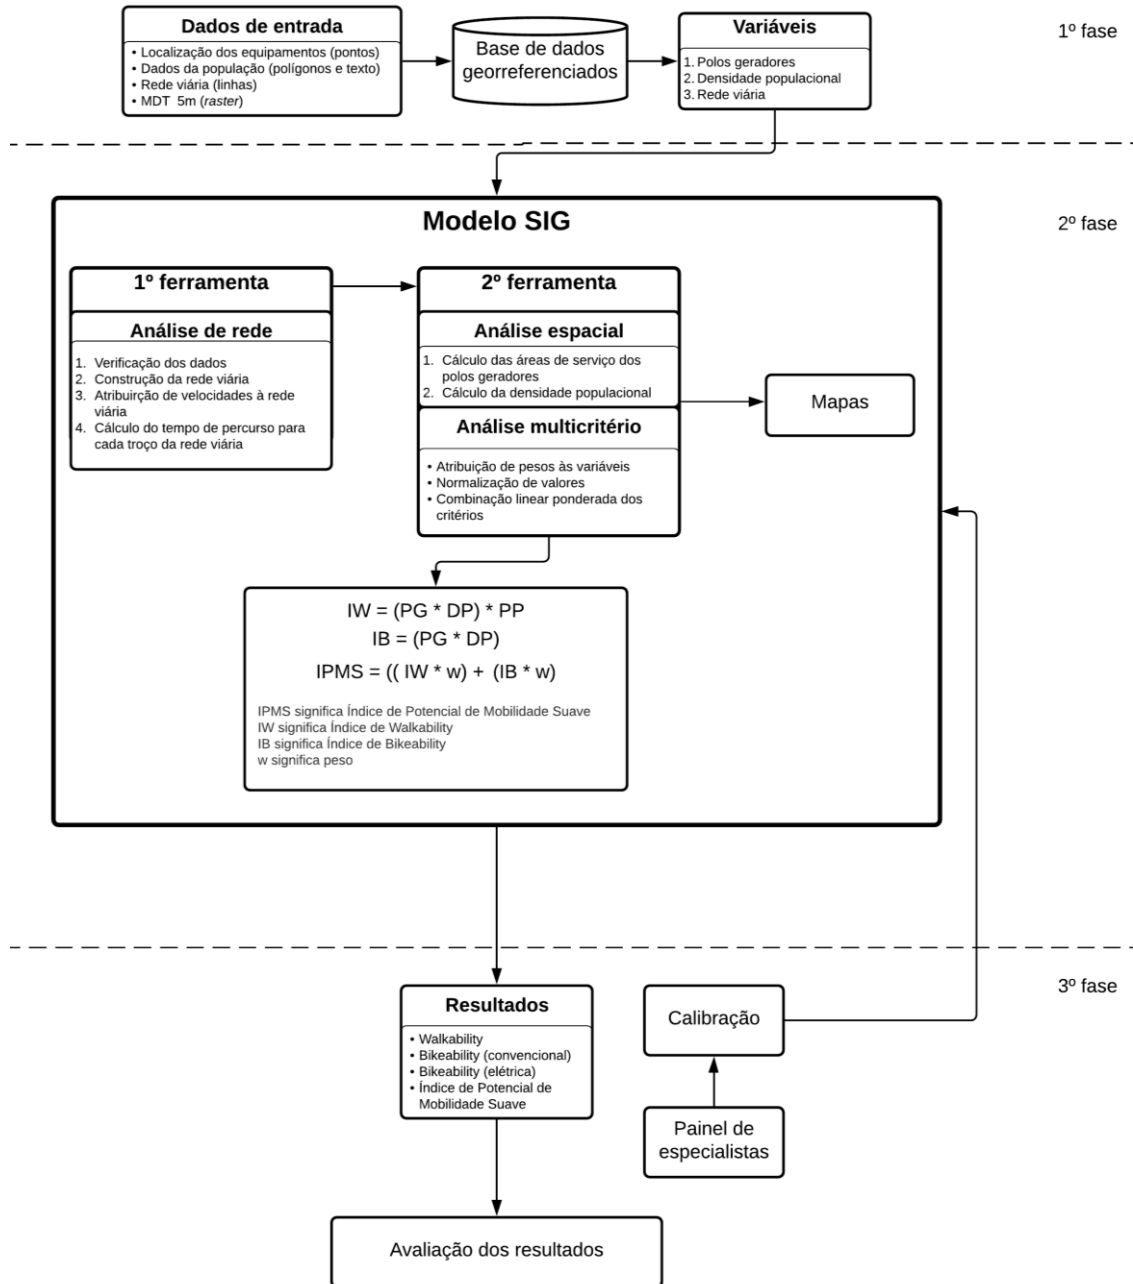 Dados de entrada
• Localização dos equipamentos (pontos)
• Dados da população (polígonos e texto)
• Rede viária (linhas)
• MDT 5m (raster)
Base de dados
georreferenciados
Variáveis
1. Polos geradores
2. Densidade populacional
3. Rede viária
1º fase
2º fase
Modelo SIG
1º ferramenta
Análise de rede
1. Verificação dos dados
2. Construção da rede viária
3. Atribuirção de velocidades à rede
viária
4. Cálculo do tempo de percurso para
cada troço da rede viária
2º ferramenta
Análise espacial
1. Cálculo das áreas de serviço dos
polos geradores
2. Cálculo da densidade populacional
Análise multicritério
• Atribuição de pesos às variáveis
• Normalização de valores
• Combinação linear ponderada dos
critérios
Mapas
IW = (PG * DP) * PP
IB = (PG * DP)
IPMS = (( IW * w) + (IB * w)
IPMS significa Índice de Potencial de Mobilidade Suave
IW significa Índice de Walkability
IB significa Índice de Bikeability
w significa peso
3º fase
Resultados
• Walkability
• Bikeability (convencional)
• Bikeability (elétrica)
• Índice de Potencial de
Mobilidade Suave
Calibração
Painel de
especialistas
Avaliação dos resultados